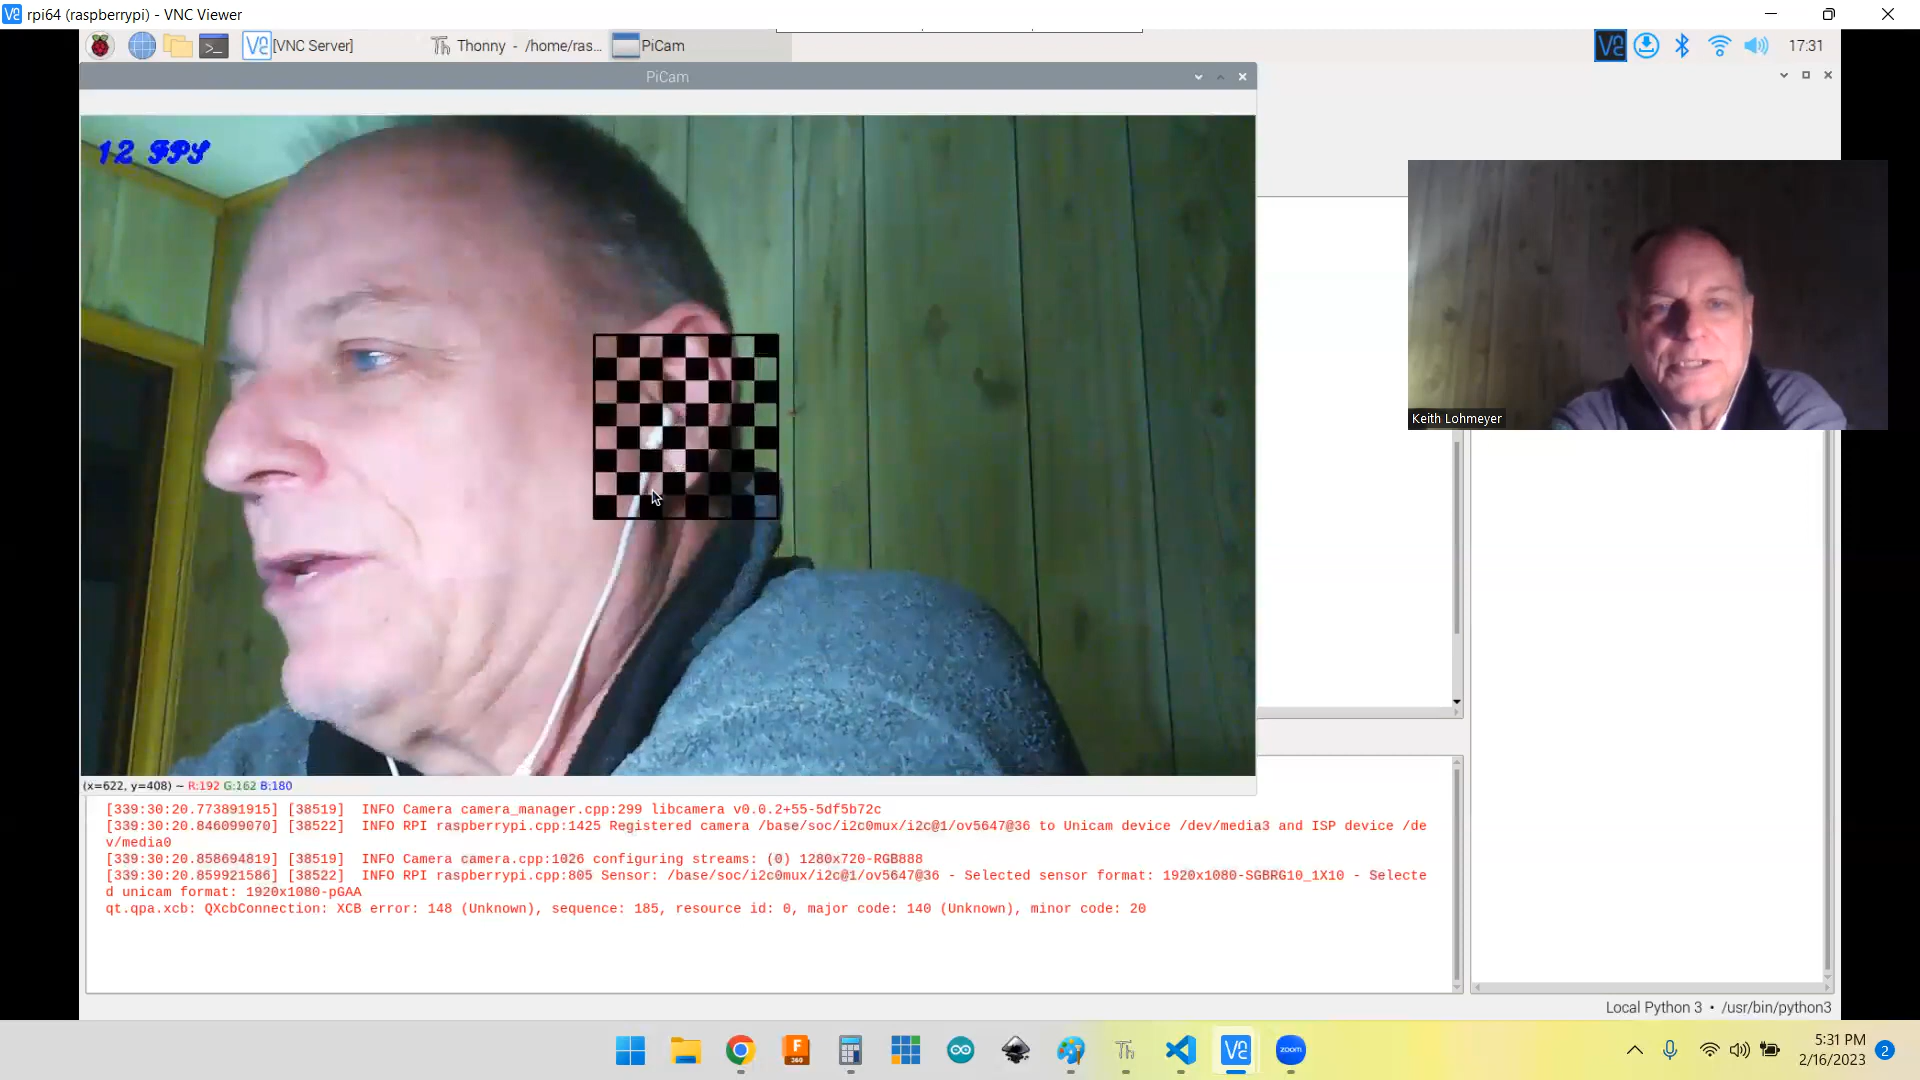 rpi64 (raspberrypi) - VNC Viewer
[VNC Server]
Thonny - /home/ras...
PiCam
17:31
PiCam
12 FPS
Keith Lohmeyer
(x=622, y=408) ~ R:192 G:162 B:180
[339:30:20.773891915] [38519]  INFO Camera camera_manager.cpp:299 libcamera v0.0.2+55-5df5b72c
[339:30:20.846099070] [38522]  INFO RPI raspberrypi.cpp:1425 Registered camera /base/soc/i2c0mux/i2c@1/ov5647@36 to Unicam device /dev/media3 and ISP device /de
v/media0
[339:30:20.858694819] [38519]  INFO Camera camera.cpp:1026 configuring streams: (0) 1280x720-RGB888
[339:30:20.859921586] [38522]  INFO RPI raspberrypi.cpp:805 Sensor: /base/soc/i2c0mux/i2c@1/ov5647@36 - Selected sensor format: 1920x1080-SGBRG10_1X10 - Selecte
d unicam format: 1920x1080-pGAA
qt.qpa.xcb: QXcbConnection: XCB error: 148 (Unknown), sequence: 185, resource id: 0, major code: 140 (Unknown), minor code: 20
Local Python 3 • /usr/bin/python3
F
360
Th
zoom
5:31 PM
2/16/2023
2